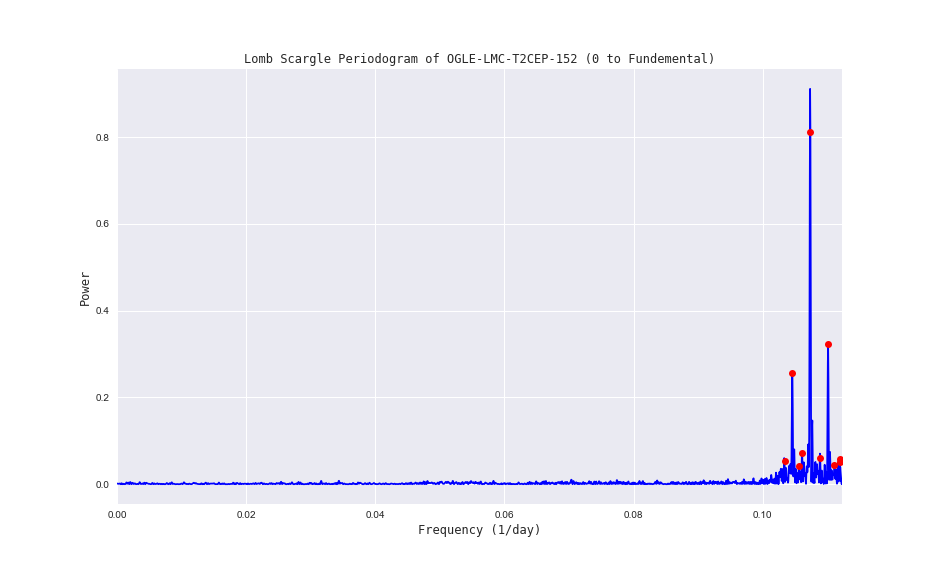 Lomb Scargle Periodogram of OGLE-LMC-T2CEP-152 (0 to Fundemental)
0.8
0.6
0.4
0.2
0.0
Power
0.00 0.02 0.04 0.06 0.08 0.10
Frequency (1/day)